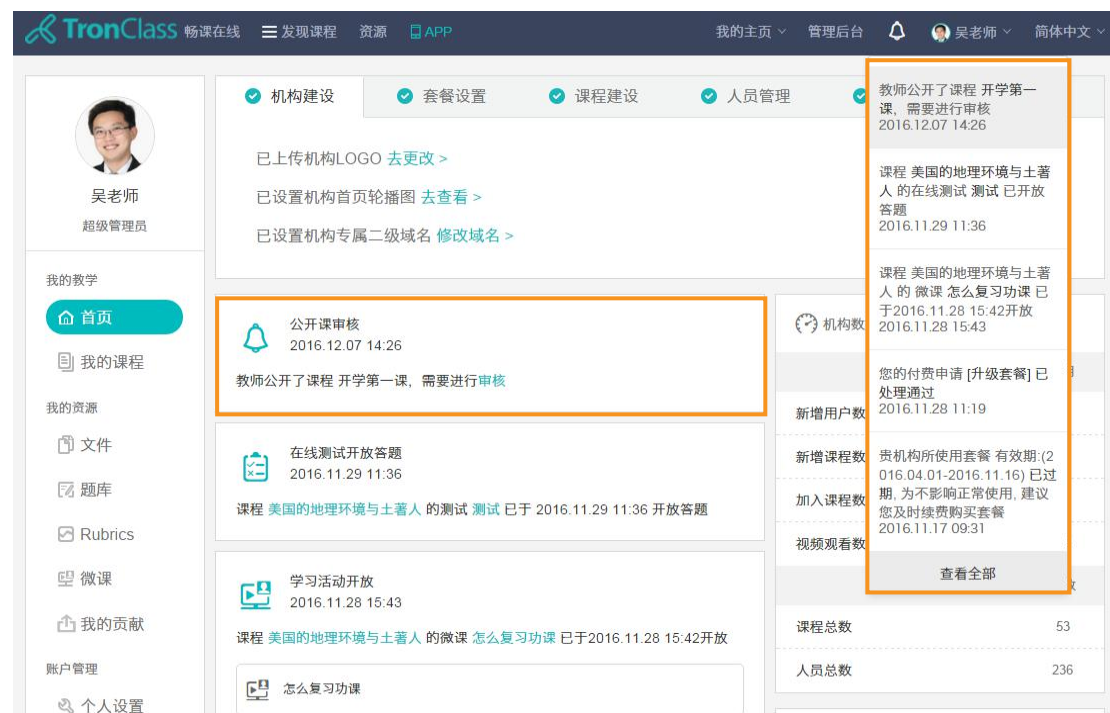 TronClass 畅课在线 发现课程 资源 APP 我的主页 管理后台 吴老师 简体中文
吴老师
超级管理员
我的教学
首页
我的课程
我的资源
文件
题库
Rubrics
微课
我的贡献
账户管理
个人设置
机构建设 套餐设置 课程建设 人员管理
已上传机构LOGO 去更改 >
已设置机构首页轮播图 去查看 >
已设置机构专属二级域名 修改域名 >
公开课审核
2016.12.07 14:26
教师公开了课程 开学第一课, 需要进行审核
在线测试开放答题
2016.11.29 11:36
课程 美国的地理环境与土著人 的测试 测试 已于 2016.11.29 11:36 开放答题
学习活动开放
2016.11.28 15:43
课程 美国的地理环境与土著人 的微课 怎么复习功课 已于2016.11.28 15:42开放
怎么复习功课
机构数
新增用户数
新增课程数
加入课程数
视频观看数
课程总数 53
人员总数 236
教师公开了课程 开学第一
课, 需要进行审核
2016.12.07 14:26
课程 美国的地理环境与土著
人 的在线测试 测试 已开放
答题
2016.11.29 11:36
课程 美国的地理环境与土著
人 的 微课 怎么复习功课 已
于2016.11.28 15:42开放
2016.11.28 15:43
您的付费申请 [升级套餐] 已
处理通过
2016.11.28 11:19
贵机构所使用套餐 有效期:(2
016.04.01-2016.11.16) 已过
期, 为不影响正常使用, 建议
您及时续费购买套餐
2016.11.17 09:31
查看全部